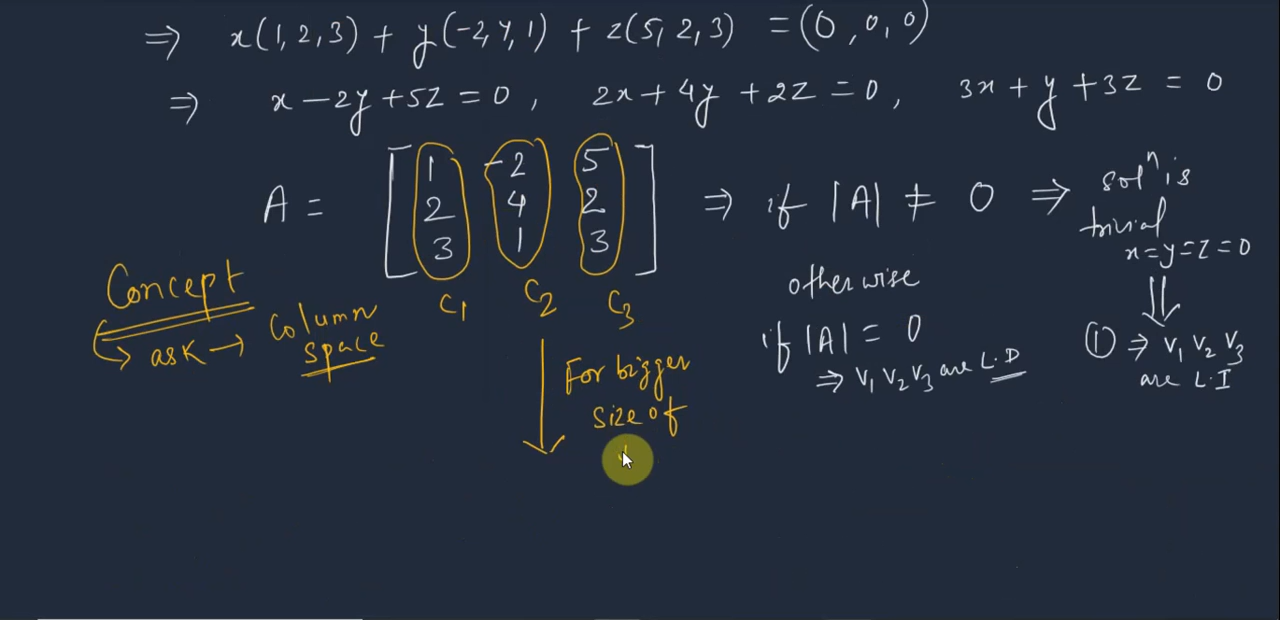 ⇒ x(1,2,3) + y(-2,4,1) + z(5,2,3) = (0,0,0)
⇒ x-2y+5z=0, 2x+4y+2z=0, 3x+y+3z = 0
A = [ 1 -2 5
2 4 2
3 1 3 ] ⇒ if |A| ≠ 0 ⇒ solⁿ is
trivial
x=y=z=0
C1 C2 C3
Concept
↳ ask → Column
space
otherwise
if |A| = 0
⇒ v1 v2 v3 are L.D
① ⇒ v1 v2 v3
are L.I
For bigger
size of